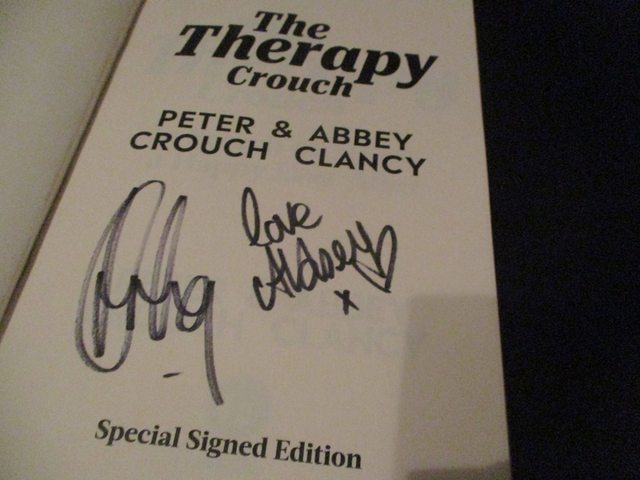 The
Therapy
Crouch
PETER & ABBEY
CROUCH CLANCY
love
Abbey
x
Special Signed Edition